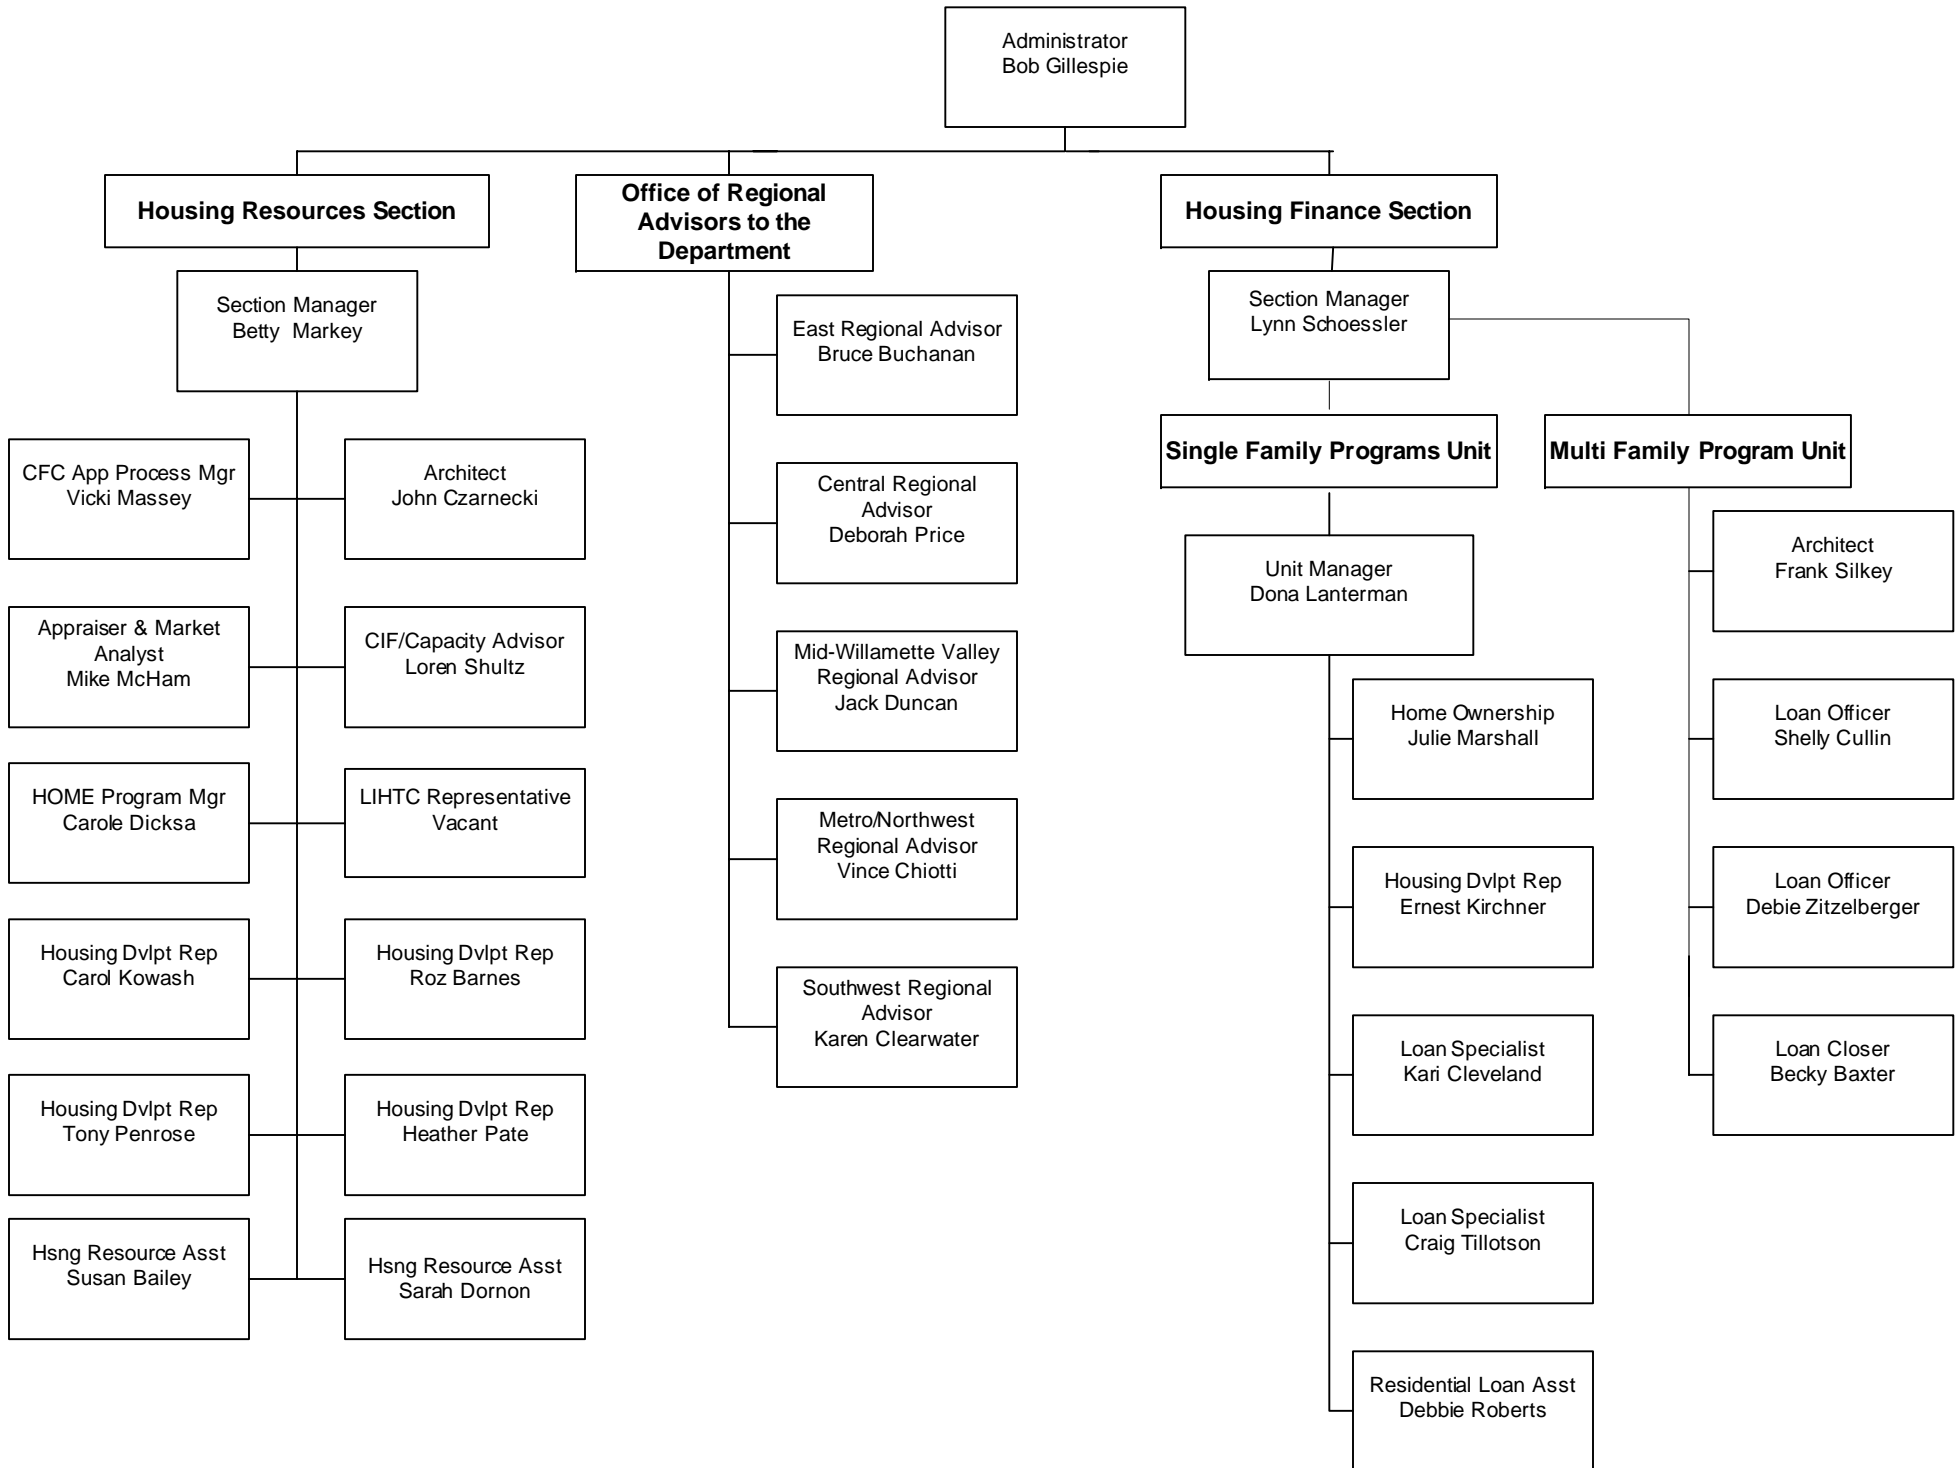 Administrator
Bob Gillespie
Housing Resources Section
Section Manager
Betty Markey
CFC App Process Mgr
Vicki Massey
Architect
John Czarnecki
Appraiser & Market
Analyst
Mike McHam
CIF/Capacity Advisor
Loren Shultz
HOME Program Mgr
Carole Dicksa
LIHTC Representative
Vacant
Housing Dvlpt Rep
Carol Kowash
Housing Dvlpt Rep
Roz Barnes
Housing Dvlpt Rep
Tony Penrose
Housing Dvlpt Rep
Heather Pate
Hsng Resource Asst
Susan Bailey
Hsng Resource Asst
Sarah Dornon
Office of Regional
Advisors to the
Department
East Regional Advisor
Bruce Buchanan
Central Regional
Advisor
Deborah Price
Mid-Willamette Valley
Regional Advisor
Jack Duncan
Metro/Northwest
Regional Advisor
Vince Chiotti
Southwest Regional
Advisor
Karen Clearwater
Housing Finance Section
Section Manager
Lynn Schoessler
Single Family Programs Unit
Unit Manager
Dona Lanterman
Home Ownership
Julie Marshall
Housing Dvlpt Rep
Ernest Kirchner
Loan Specialist
Kari Cleveland
Loan Specialist
Craig Tillotson
Residential Loan Asst
Debbie Roberts
Multi Family Program Unit
Architect
Frank Silkey
Loan Officer
Shelly Cullin
Loan Officer
Debie Zitzelberger
Loan Closer
Becky Baxter